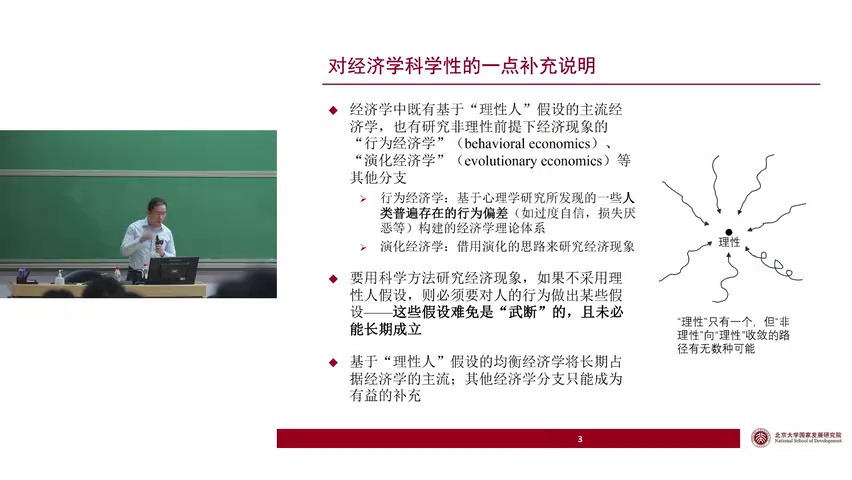 对经济学科学性的一点补充说明
经济学中既有基于“理性人”假设的主流经
济学，也有研究非理性前提下经济现象的
“行为经济学”（behavioral economics）、
“演化经济学”（evolutionary economics）等
其他分支
行为经济学：基于心理学研究所发现的一些人
类普遍存在的行为偏差（如过度自信，损失厌
恶等）构建的经济学理论体系
演化经济学：借用演化的思路来研究经济现象
要用科学方法研究经济现象，如果不采用理
性人假设，则必须要对人的行为做出某些假
设——这些假设难免是“武断”的，且未必
能长期成立
基于“理性人”假设的均衡经济学将长期占
据经济学的主流；其他经济学分支只能成为
有益的补充
理性
“理性”只有一个，但“非
理性”向“理性”收敛的路
径有无数种可能
3
北京大学国家发展研究院
National School of Development